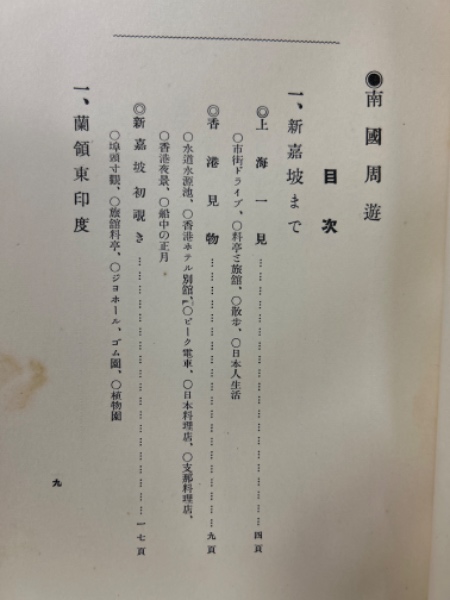 ◉南國周遊
目次
一、新嘉坡まで
◎上海一見………………………四頁
○市街ドライブ、○料亭と旅館、○散步、○日本人生活
◎香港見物………………………九頁
○水道水源池、○香港ホテル別館、○ピーク電車、○日本料理店、○支那料理店、
○香港夜景、○船中の正月
◎新嘉坡初覗き………………………一七頁
○埠頭寸觀、○旅館料亭、○ジヨホール、ゴム園、○植物園
一、蘭領東印度
九